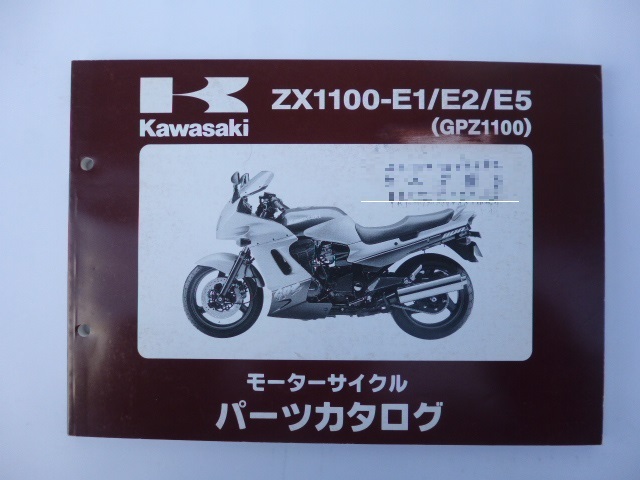 ZX1100-E1/E2/E5
Kawasaki
(GPZ1100)
モーターサイクル
パーツカタログ